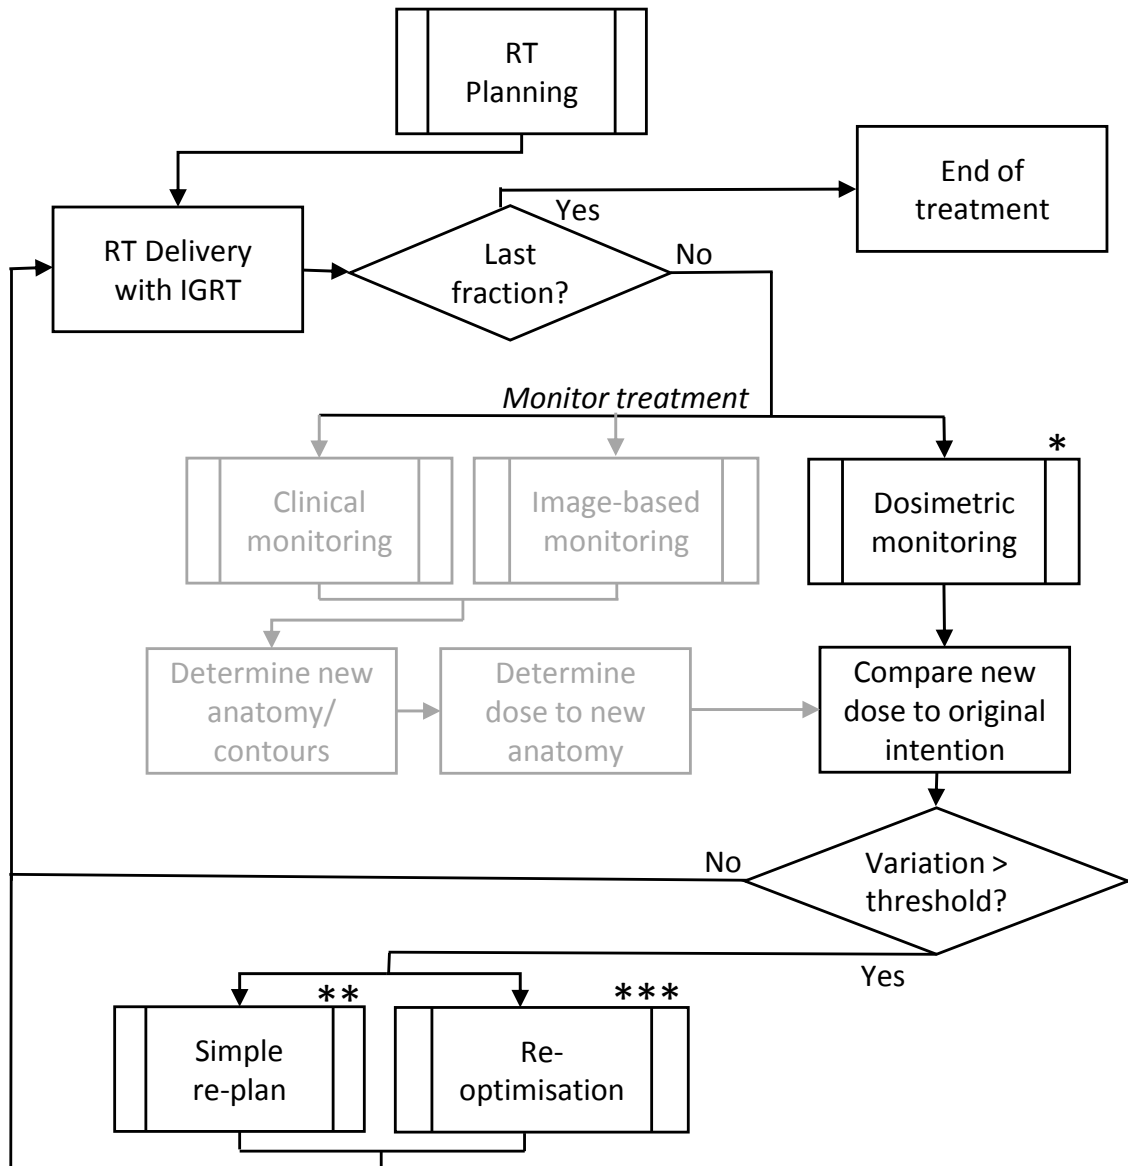 RT
Planning
End of
treatment
Yes
RT Delivery
with IGRT
Last
fraction?
No
Monitor treatment
*
Clinical
monitoring
Image-based
monitoring
Dosimetric
monitoring
Determine new
anatomy/
contours
Determine
dose to new
anatomy
Compare new
dose to original
intention
No
Variation >
threshold?
Yes
**
***
Simple
re-plan
Re-
optimisation